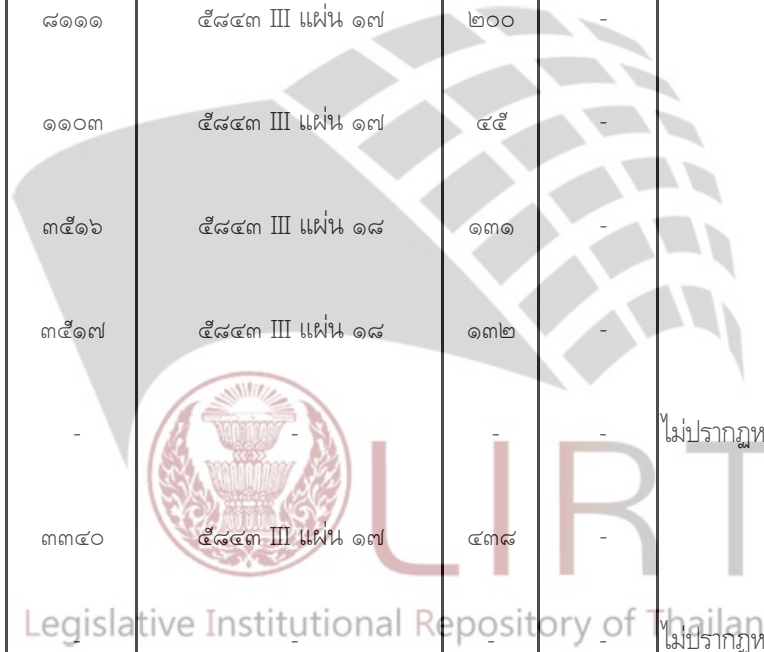 ๘๑๑๑ ๕๘๔๓ III แผ่น ๑๗ ๒๐๐ -
๑๑๐๓ ๕๘๔๓ III แผ่น ๑๗ ๔๕ -
๓๕๑๖ ๕๘๔๓ III แผ่น ๑๘ ๑๓๑ -
๓๕๑๗ ๕๘๔๓ III แผ่น ๑๘ ๑๓๒ -
- - - - ไม่ปรากฏห
LIRT
๓๓๔๐ ๕๘๔๓ III แผ่น ๑๗ ๔๓๘ -
Legislative Institutional Repository of Thailan
- - - - ไม่ปรากฏห